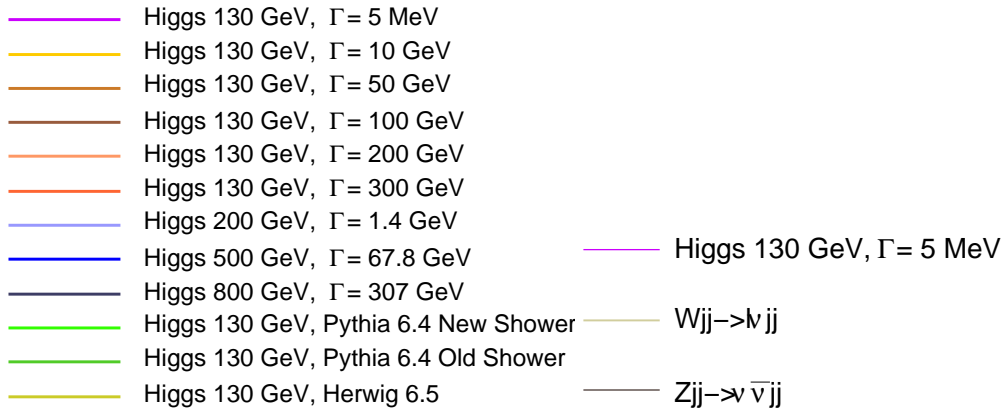 Higgs 130 GeV, Γ= 5 MeV
Higgs 130 GeV, Γ= 10 GeV
Higgs 130 GeV, Γ= 50 GeV
Higgs 130 GeV, Γ= 100 GeV
Higgs 130 GeV, Γ= 200 GeV
Higgs 130 GeV, Γ= 300 GeV
Higgs 200 GeV, Γ= 1.4 GeV
Higgs 500 GeV, Γ= 67.8 GeV
Higgs 800 GeV, Γ= 307 GeV
Higgs 130 GeV, Pythia 6.4 New Shower
Higgs 130 GeV, Pythia 6.4 Old Shower
Higgs 130 GeV, Herwig 6.5
Higgs 130 GeV, Γ= 5 MeV
Wjj−>lν jj
Zjj−>ν ν̅ jj